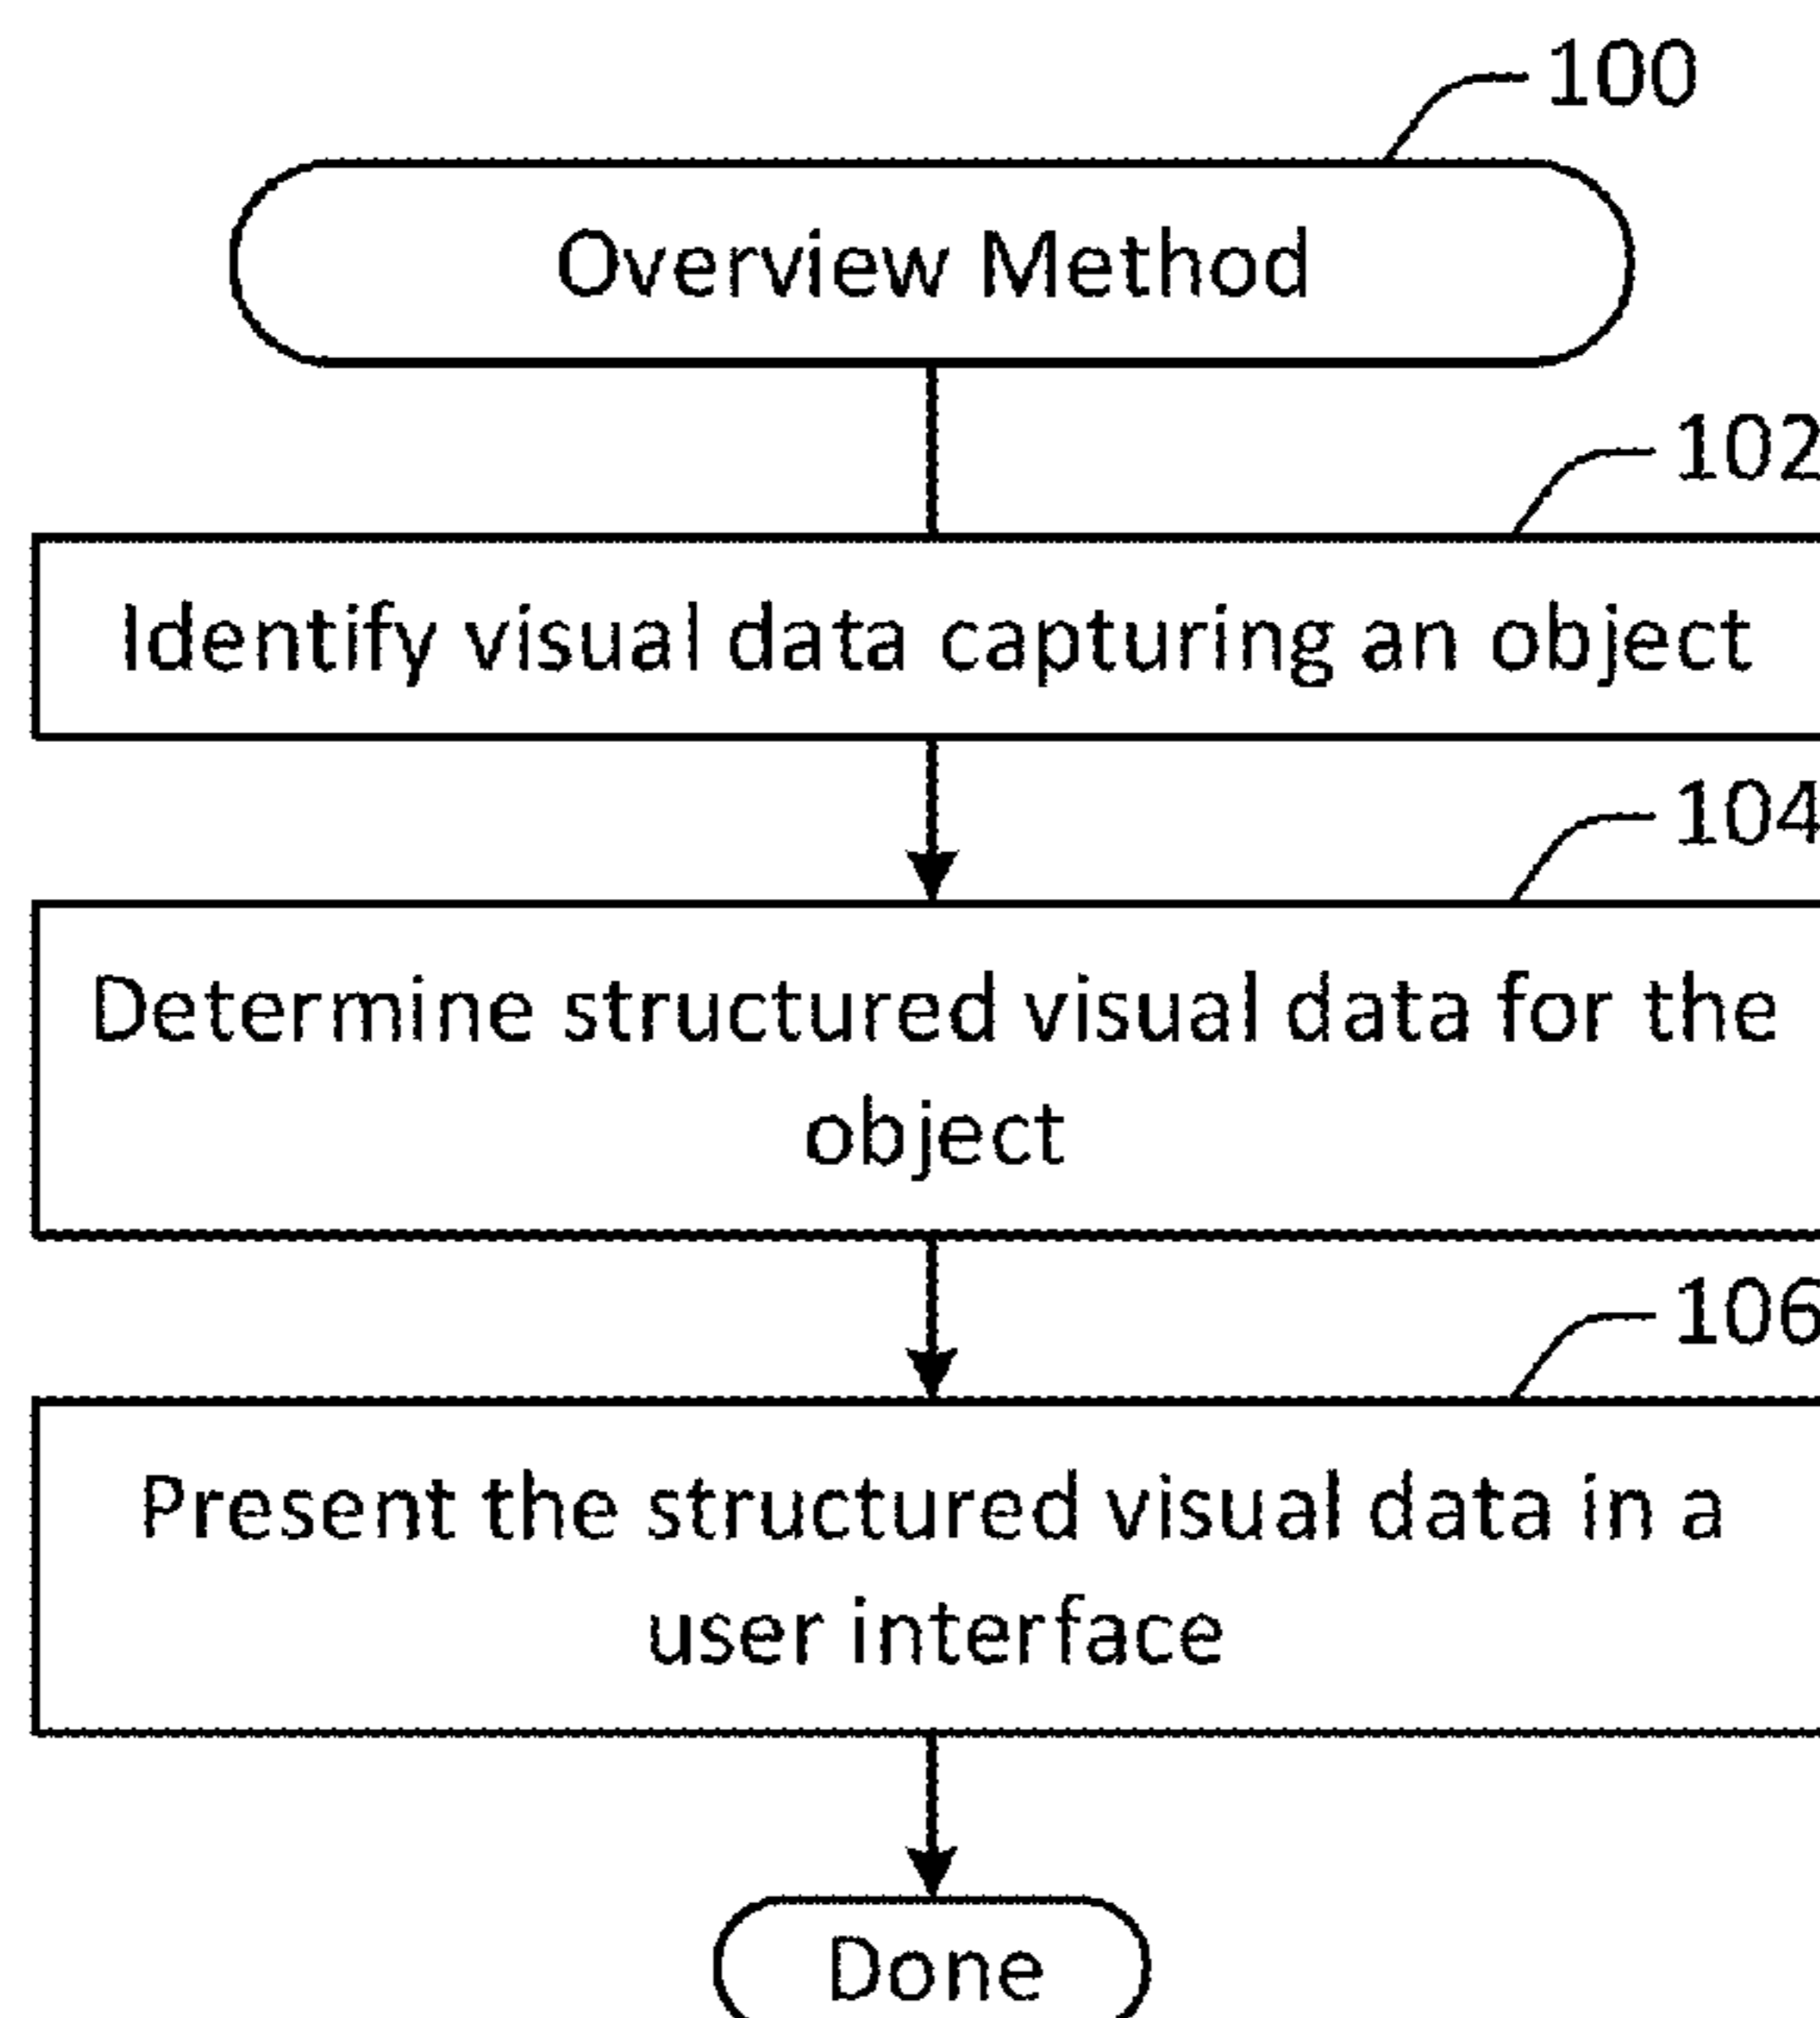 100
Overview Method
102
Identify visual data capturing an object
104
Determine structured visual data for the
object
106
Present the structured visual data in a
user interface
Done